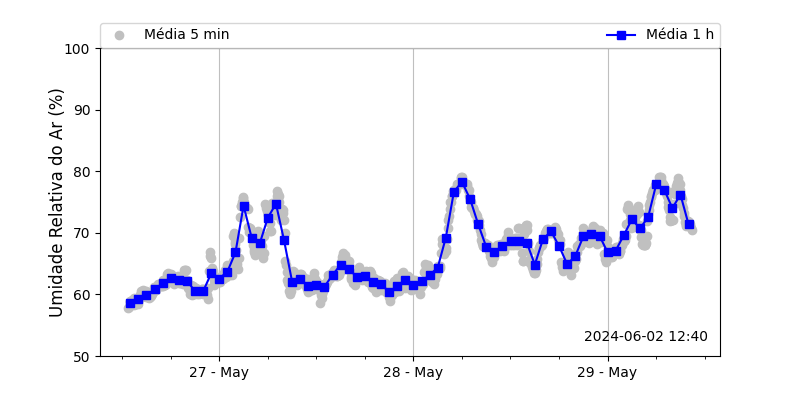 Média 5 min
Média 1 h
Umidade Relativa do Ar (%)
100
90
80
70
60
50
2024-06-02 12:40
27 - May
28 - May
29 - May